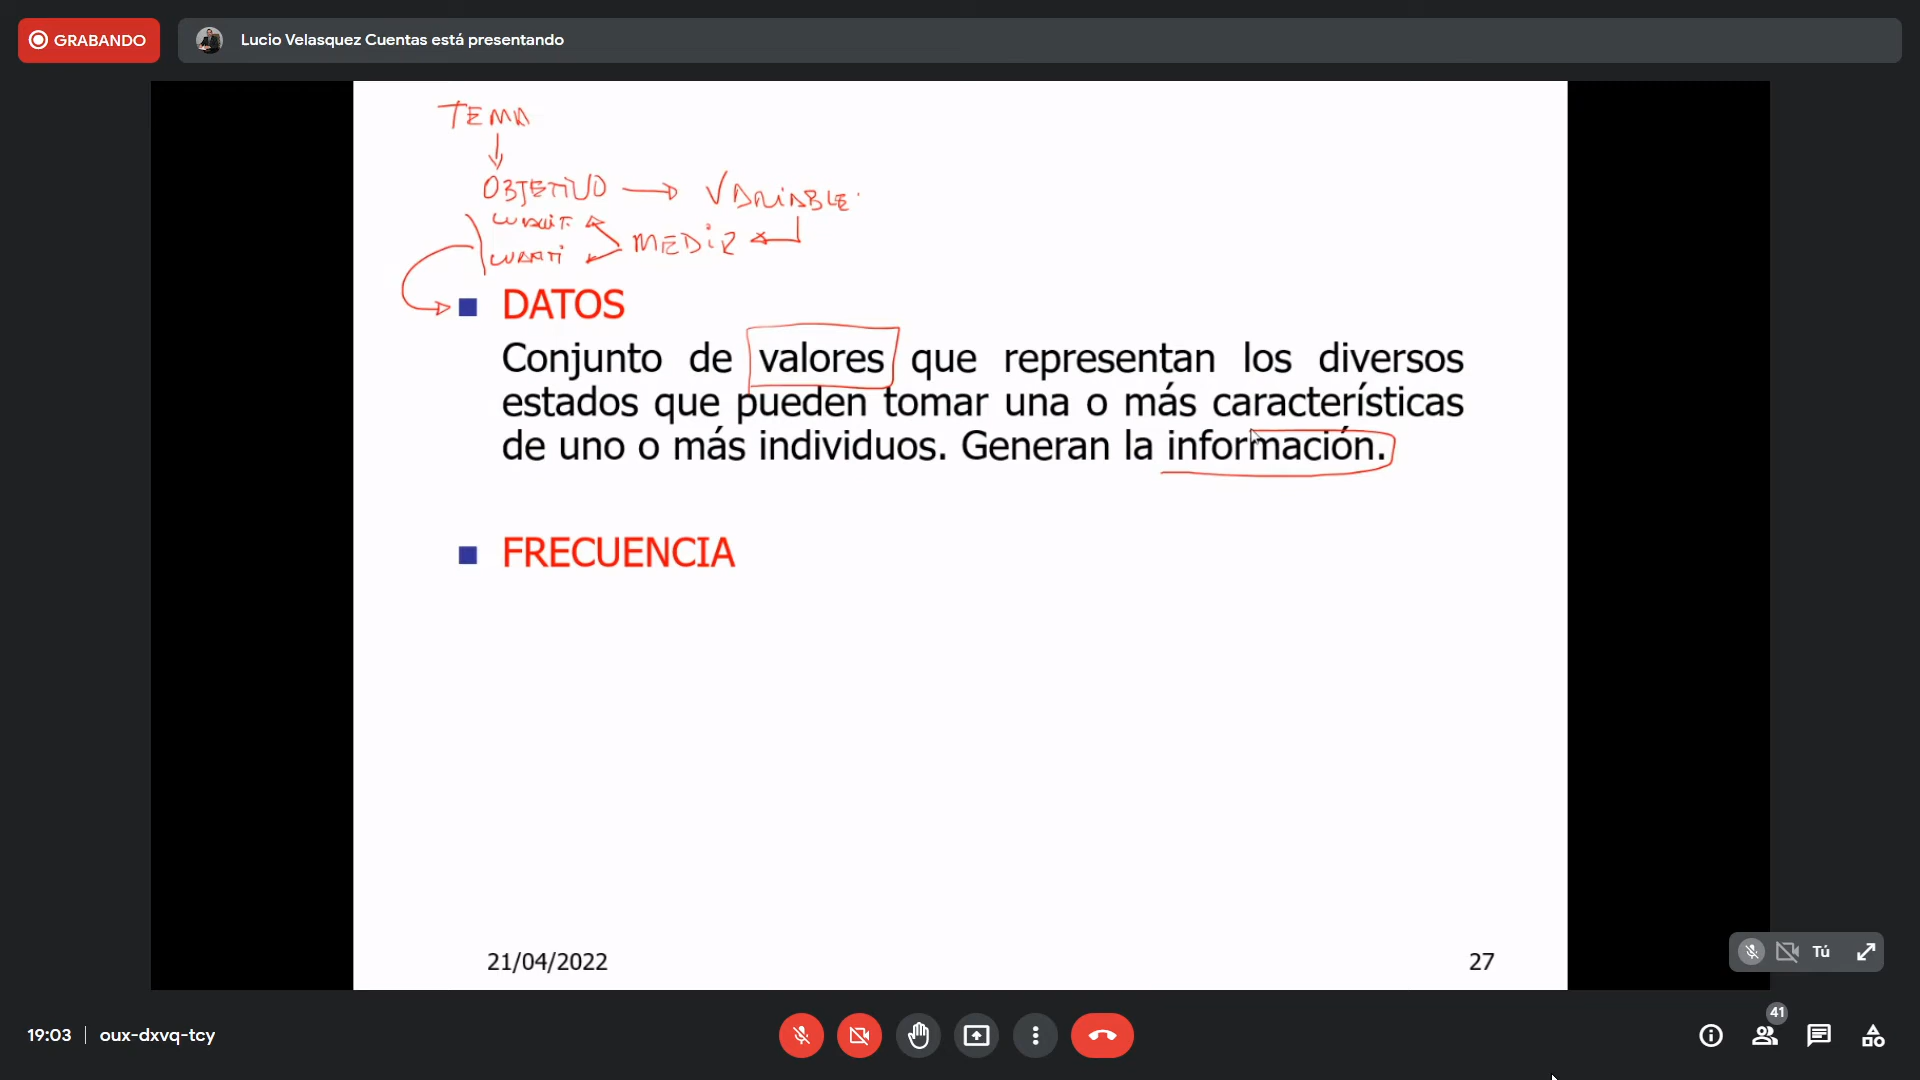 GRABANDO
Lucio Velasquez Cuentas está presentando
TEMA
OBJETIVO → VARIABLE
CUALIT.
MEDIR
CUANTI
DATOS
Conjunto de valores que representan los diversos
estados que pueden tomar una o más características
de uno o más individuos. Generan la información.
FRECUENCIA
21/04/2022
27
Tú
41
19:03 | oux-dxvq-tcy